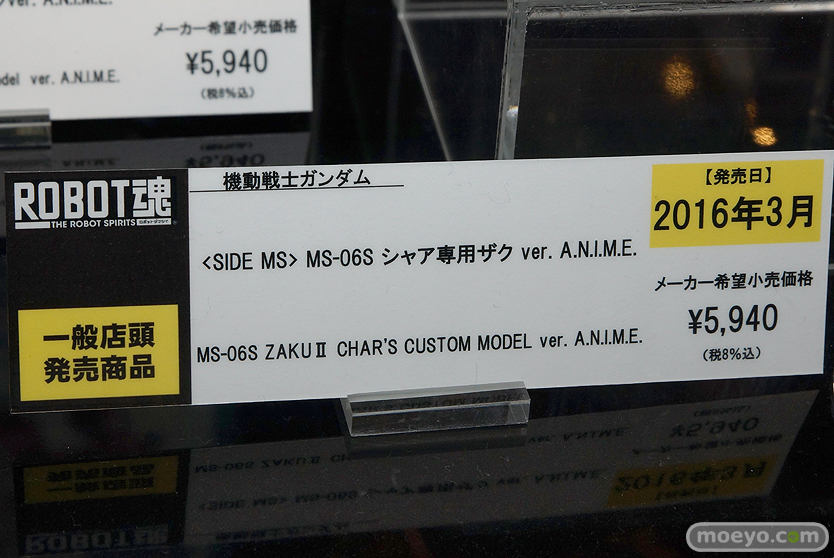 ver. A.N.I.M.E.
メーカー希望小売価格
¥5,940
odel ver. A.N.I.M.E.
(税8%込)
ROBOT魂
THE ROBOT SPIRITS
機動戦士ガンダム
【発売日】
2016年3月
<SIDE MS> MS-06S シャア専用ザク ver. A.N.I.M.E.
メーカー希望小売価格
¥5,940
(税8%込)
一般店頭
発売商品
MS-06S ZAKUⅡ CHAR'S CUSTOM MODEL ver. A.N.I.M.E.
moeyo.com